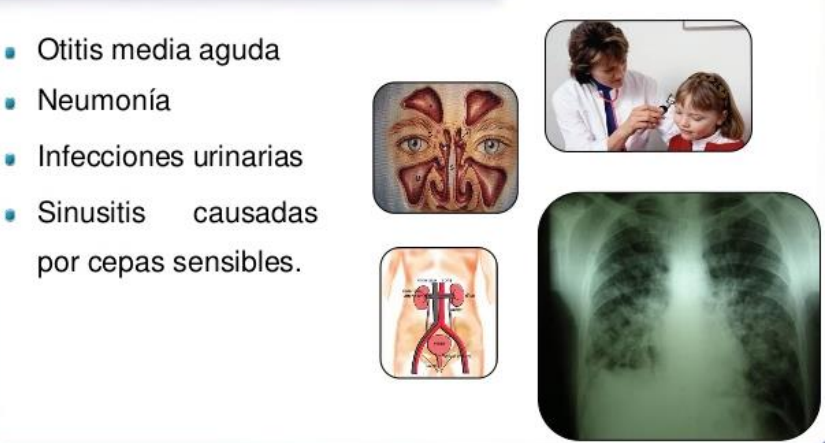 Otitis media aguda
Neumonía
Infecciones urinarias
Sinusitis causadas
por cepas sensibles.